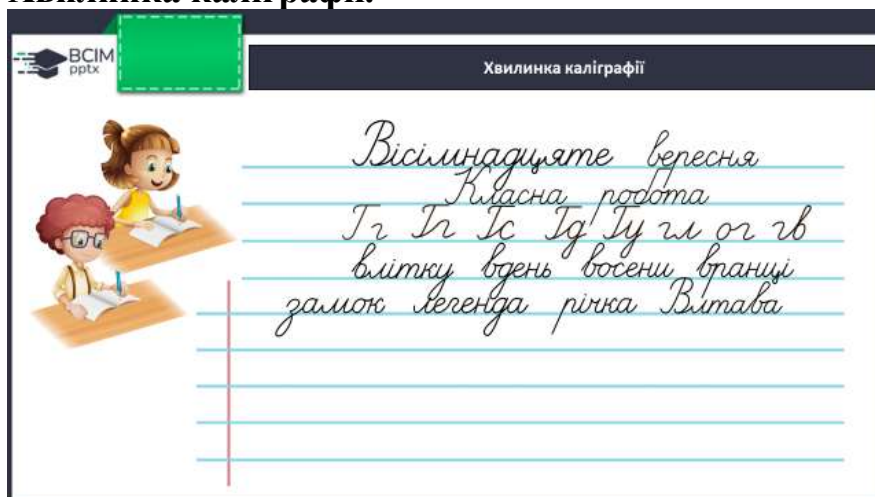 Хвилинка каліграфії.
ВСІМ
pptx
Хвилинка каліграфії
Вісімнадцяте вересня
Класна робота
Гг Гг Гс Гд Гу гл ог гв
влітку вдень восени вранці
замок легенда річка Влтава